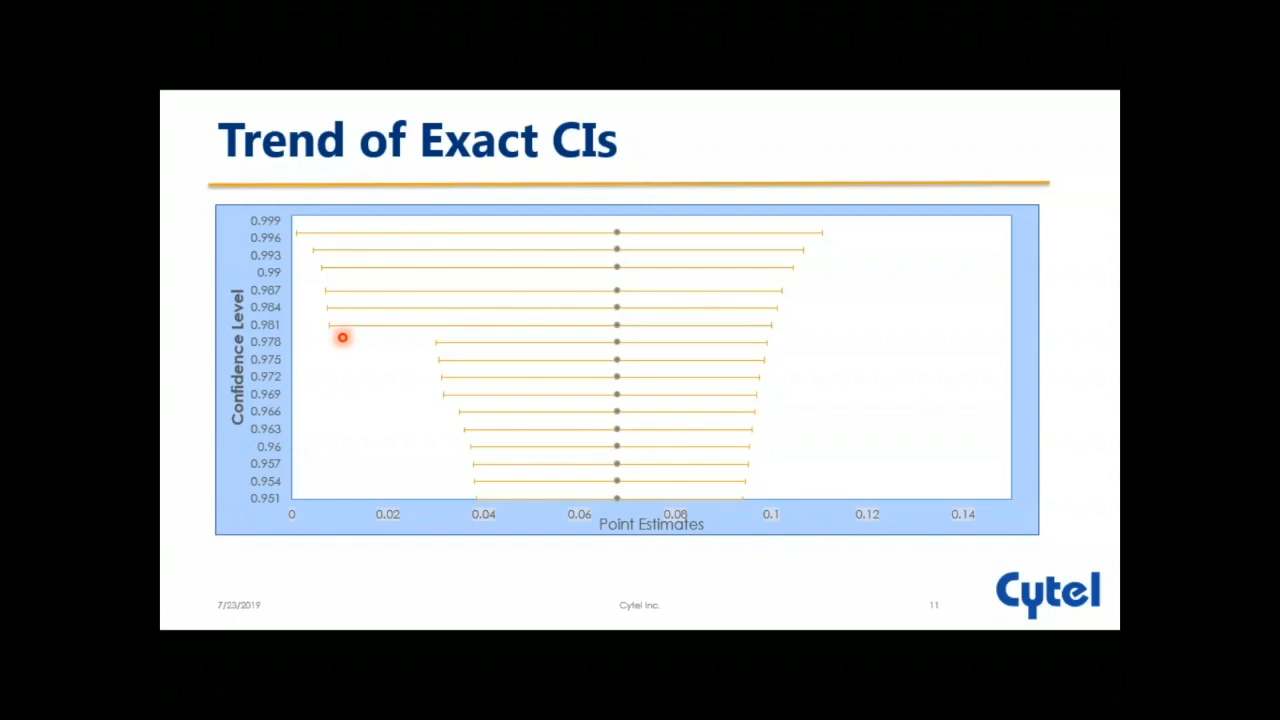 Trend of Exact CIs
Confidence Level
0.999
0.996
0.993
0.99
0.987
0.984
0.981
0.978
0.975
0.972
0.969
0.966
0.963
0.96
0.957
0.954
0.951
0 0.02 0.04 0.06 0.08 0.1 0.12 0.14
Point Estimates
7/23/2019 Cytel Inc. 11
Cytel